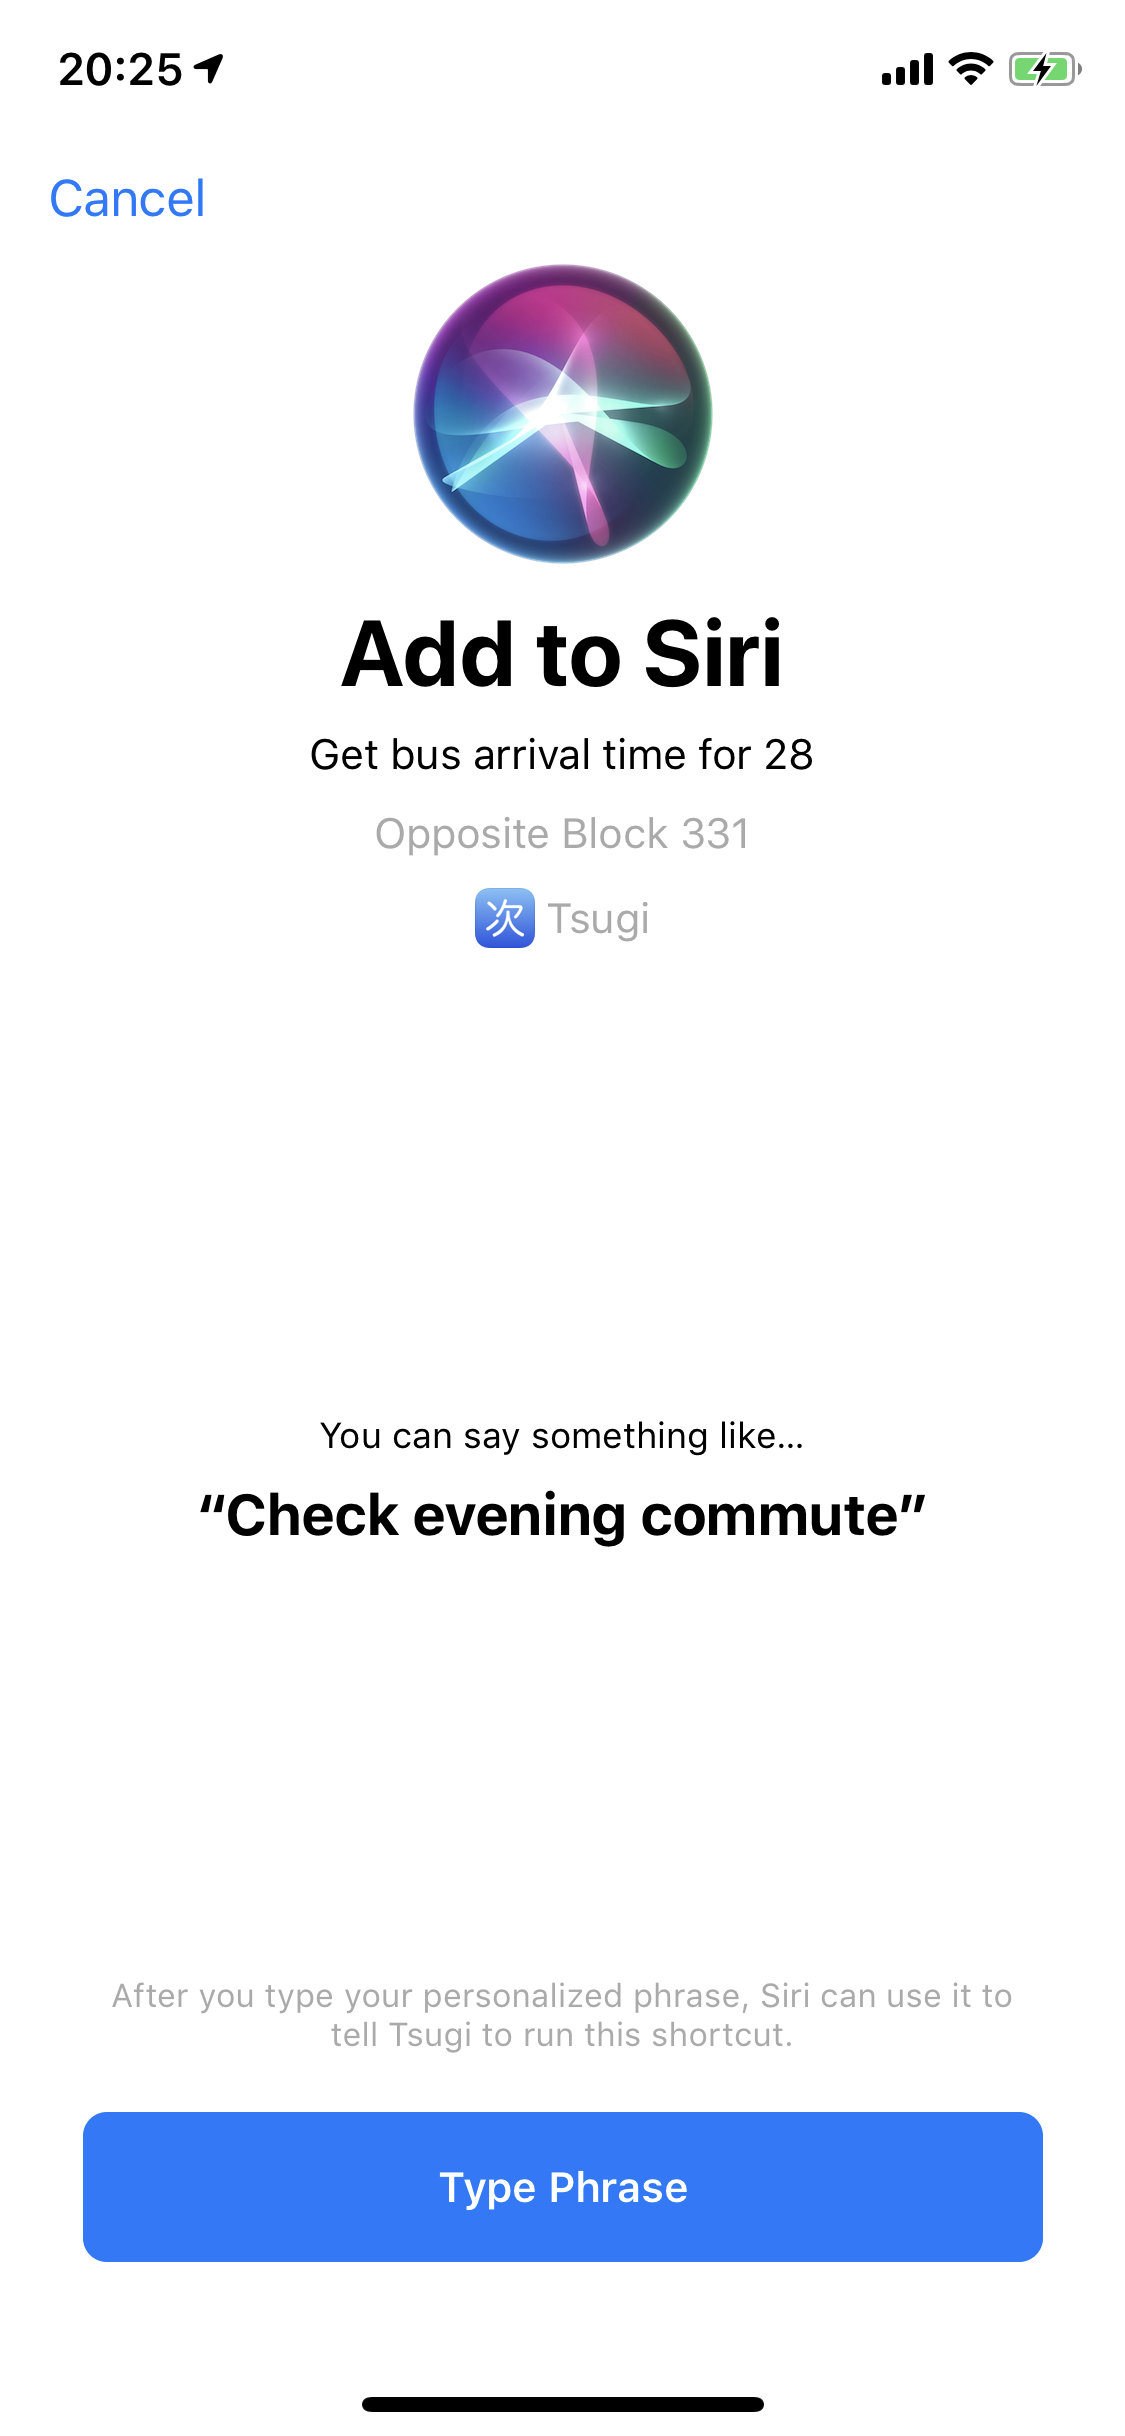 20:25
Cancel
Add to Siri
Get bus arrival time for 28
Opposite Block 331
次 Tsugi
You can say something like...
“Check evening commute”
After you type your personalized phrase, Siri can use it to
tell Tsugi to run this shortcut.
Type Phrase